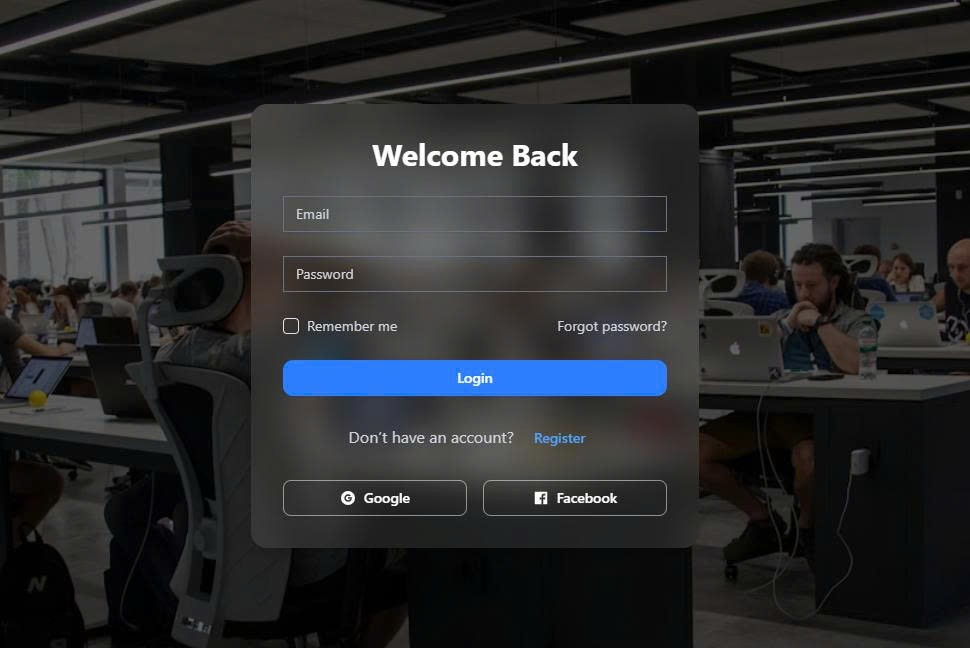 Welcome Back
Email
Password
Remember me
Forgot password?
Login
Don't have an account? Register
Google
Facebook